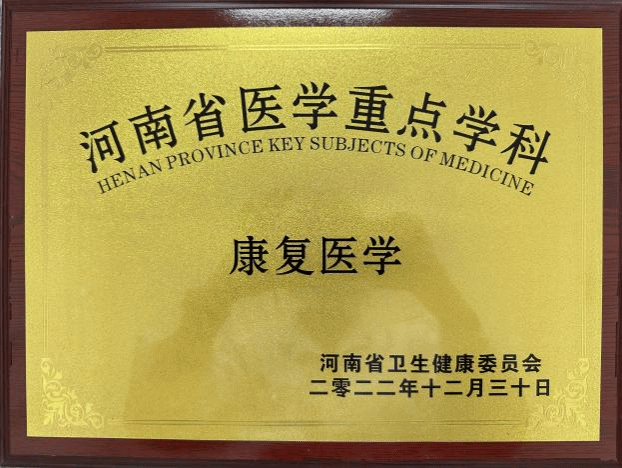 河南省医学重点学科
HENAN PROVINCE KEY SUBJECTS OF MEDICINE
康复医学
河南省卫生健康委员会
二零二二年十二月三十日